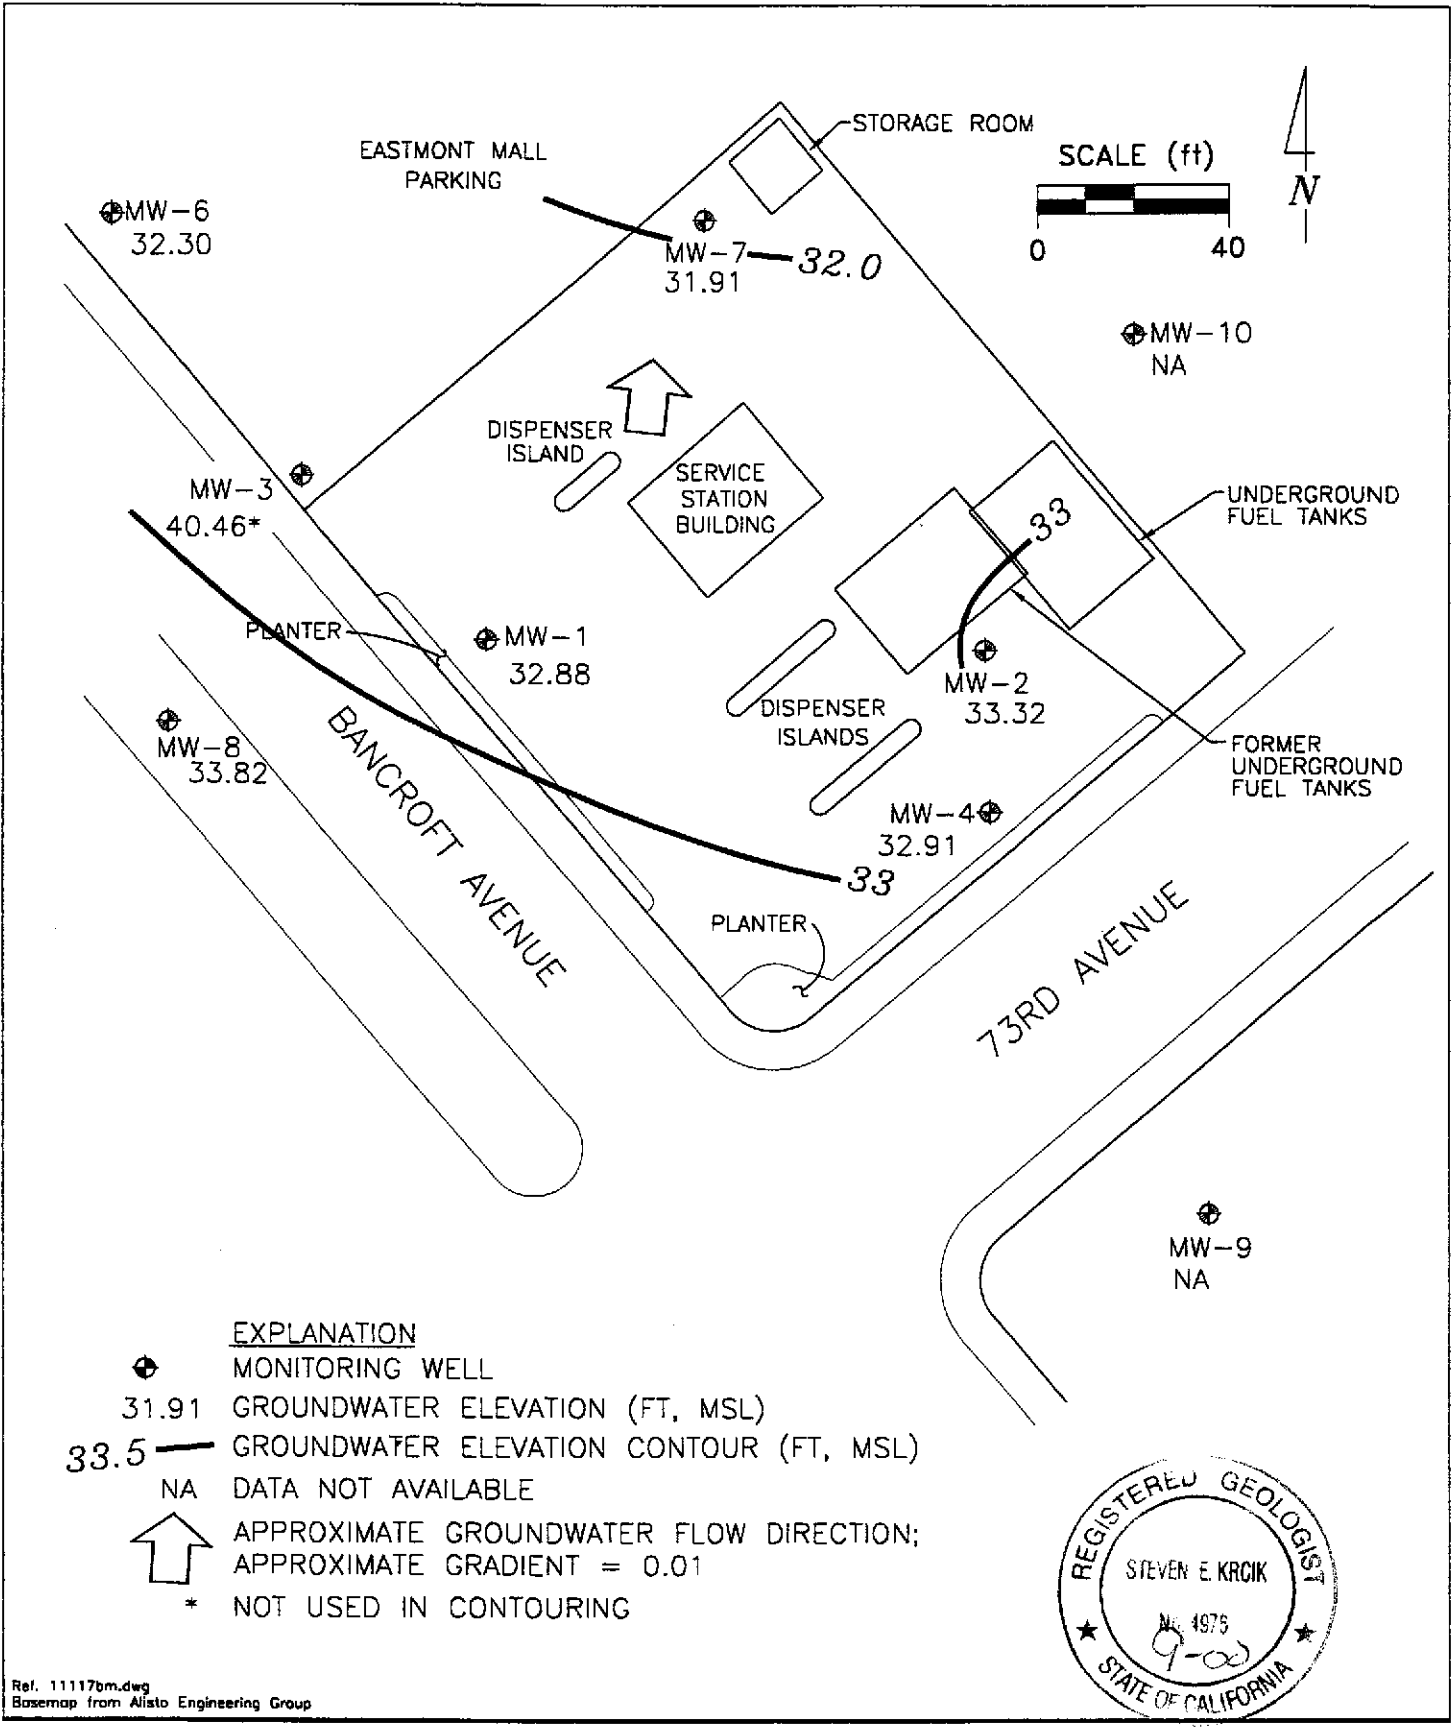 STORAGE ROOM
EASTMONT MALL
PARKING
SCALE (ft)
0 40
N
MW-6
32.30
MW-7
31.91
32.0
MW-10
NA
DISPENSER
ISLAND
SERVICE
STATION
BUILDING
MW-3
40.46*
33
UNDERGROUND
FUEL TANKS
PLANTER
MW-1
32.88
MW-2
33.32
DISPENSER
ISLANDS
MW-8
33.82
FORMER
UNDERGROUND
FUEL TANKS
BANCROFT AVENUE
MW-4
32.91
33
PLANTER
73RD AVENUE
MW-9
NA
EXPLANATION
MONITORING WELL
31.91 GROUNDWATER ELEVATION (FT, MSL)
33.5 GROUNDWATER ELEVATION CONTOUR (FT, MSL)
NA DATA NOT AVAILABLE
APPROXIMATE GROUNDWATER FLOW DIRECTION;
APPROXIMATE GRADIENT = 0.01
* NOT USED IN CONTOURING
REGISTERED GEOLOGIST
STEVEN E. KRCIK
No. 4976
9-00
STATE OF CALIFORNIA
Ref. 11117bm.dwg
Basemap from Alisto Engineering Group